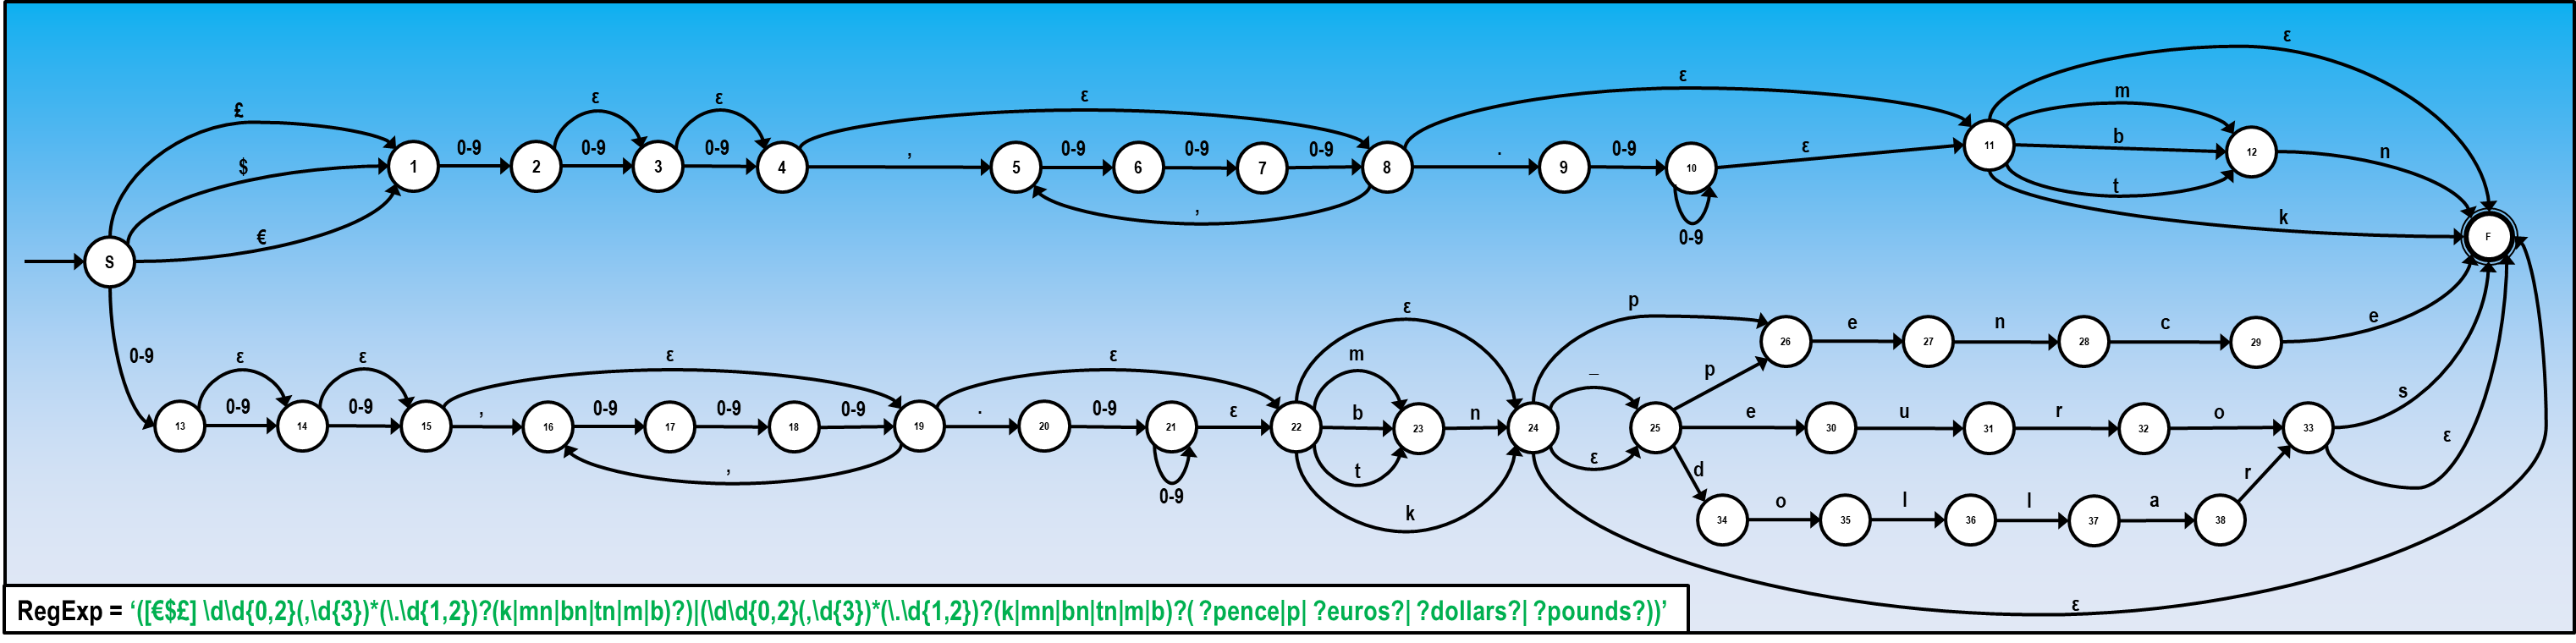 ε
ε
£
ε
ε
ε
m
$
0-9
0-9
0-9
,
0-9
0-9
0-9
.
0-9
ε
b
n
1
2
3
4
5
6
7
8
9
10
11
12
t
,
k
€
0-9
F
S
ε
p
e
n
c
e
26
27
28
29
0-9
ε
ε
ε
ε
m
_
p
s
0-9
0-9
,
0-9
0-9
0-9
.
0-9
ε
b
n
e
u
r
o
13
14
15
16
17
18
19
20
21
22
23
24
25
30
31
32
33
ε
,
t
ε
d
r
0-9
k
o
l
l
a
34
35
36
37
38
ε
RegExp = ‘([€$£] \d\d{0,2}(,\d{3})*(\.\d{1,2})?(k|mn|bn|tn|m|b)?)|(\d\d{0,2}(,\d{3})*(\.\d{1,2})?(k|mn|bn|tn|m|b)?( ?pence|p| ?euros?| ?dollars?| ?pounds?))’